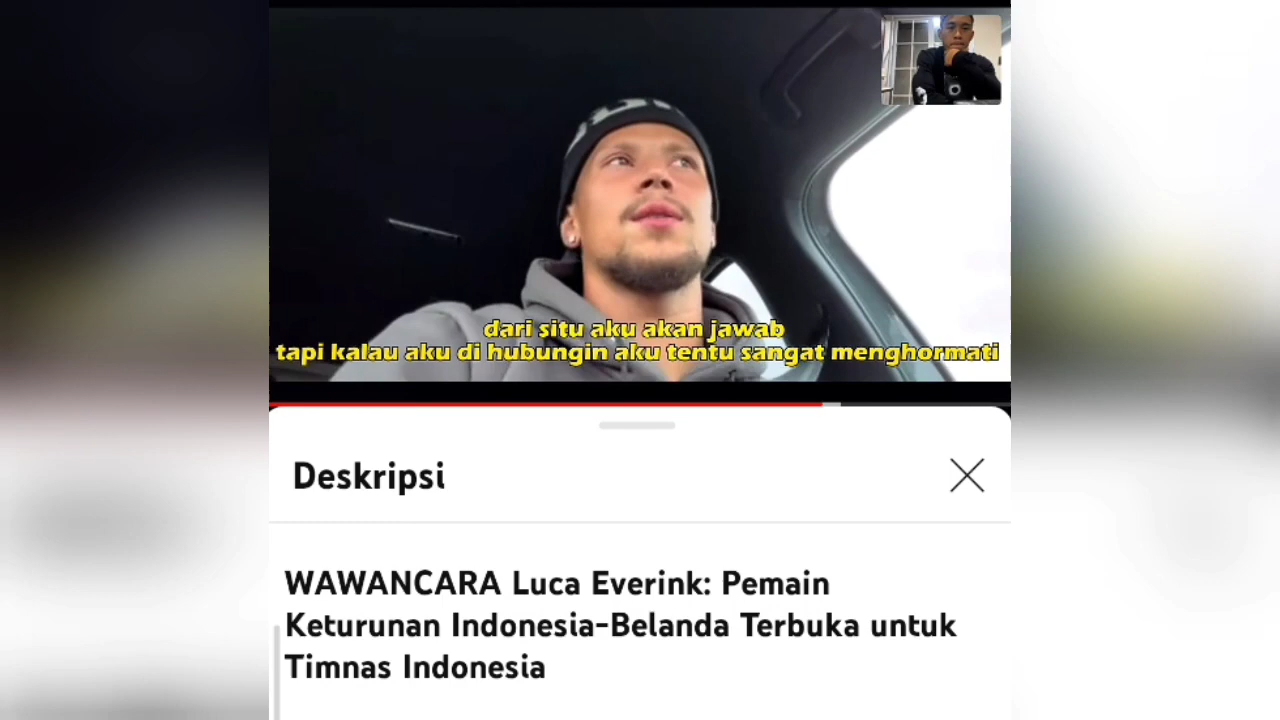 dari situ aku akan jawab
tapi kalau aku di hubungin aku tentu sangat menghormati
Deskripsi
WAWANCARA Luca Everink: Pemain
Keturunan Indonesia-Belanda Terbuka untuk
Timnas Indonesia